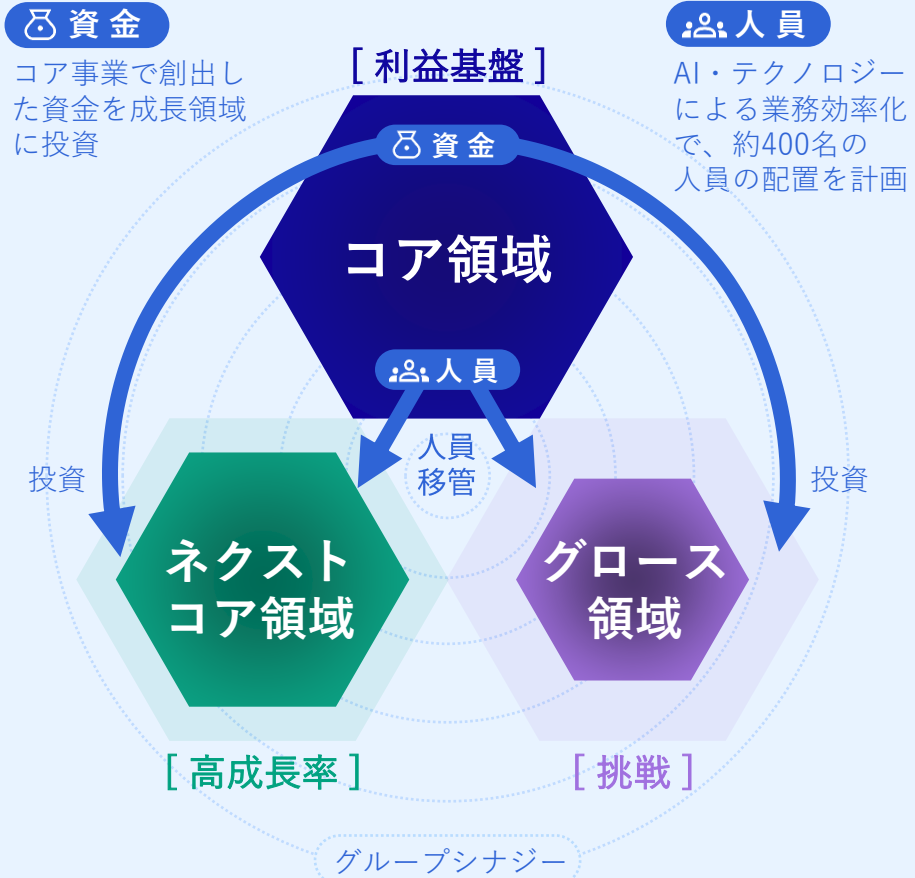 資金
コア事業で創出し
た資金を成長領域
に投資
人員
AI・テクノロジー
による業務効率化
で、約400名の
人員の配置を計画
[ 利益基盤 ]
資金
コア領域
人員
人員
移管
投資
投資
ネクスト
コア領域
グロース
領域
[ 高成長率 ]
[ 挑戦 ]
グループシナジー